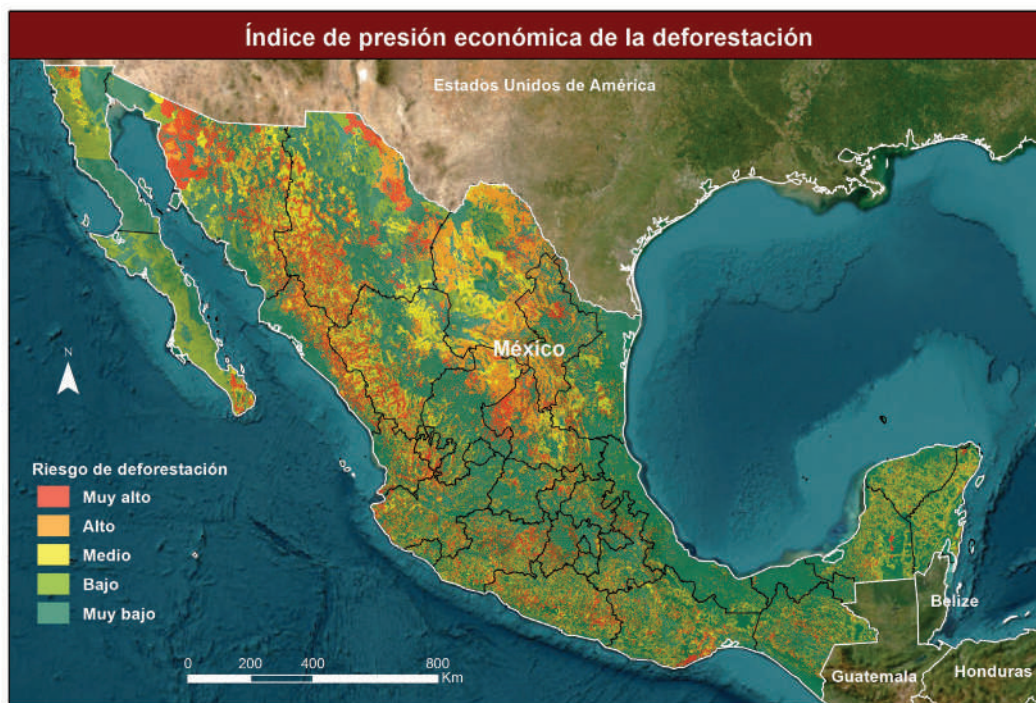 Índice de presión económica de la deforestación
Estados Unidos de América
México
N
Riesgo de deforestación
Muy alto
Alto
Medio
Bajo
Muy bajo
0 200 400 800
Km
Belize
Guatemala
Honduras